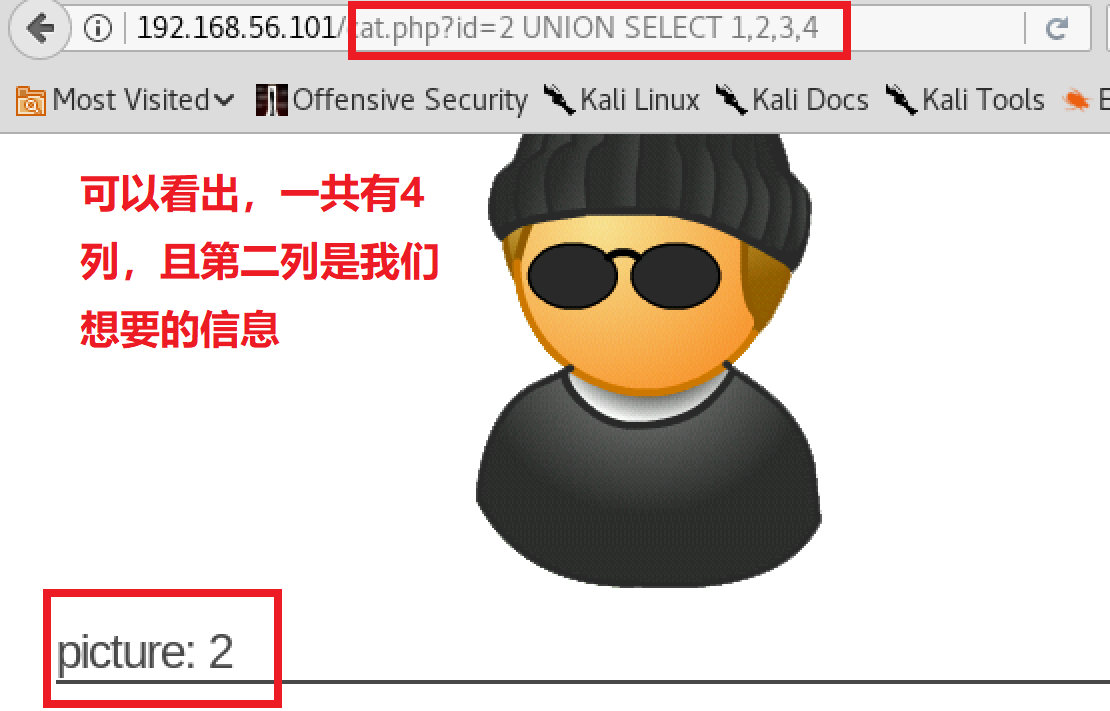 192.168.56.101/cat.php?id=2 UNION SELECT 1,2,3,4
Most Visited Offensive Security Kali Linux Kali Docs Kali Tools E
可以看出，一共有4
列，且第二列是我们
想要的信息
picture: 2